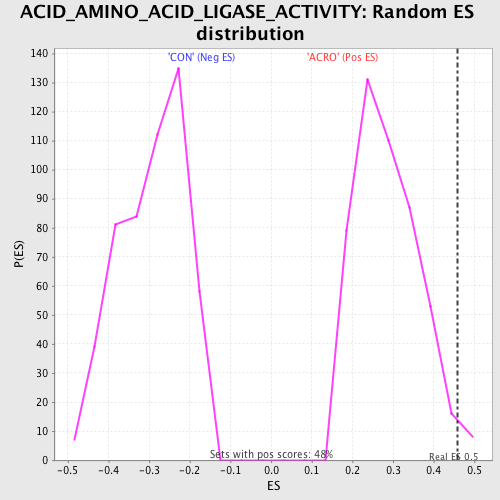 ACID_AMINO_ACID_LIGASE_ACTIVITY: Random ES
distribution
'CON' (Neg ES) 'ACRO' (Pos ES)
140
130
120
110
100
90
80
70
60
50
40
30
20
10
0
P(ES)
Sets with pos scores: 48%
Real ES 0.5
-0.5 -0.4 -0.3 -0.2 -0.1 0.0 0.1 0.2 0.3 0.4 0.5
ES